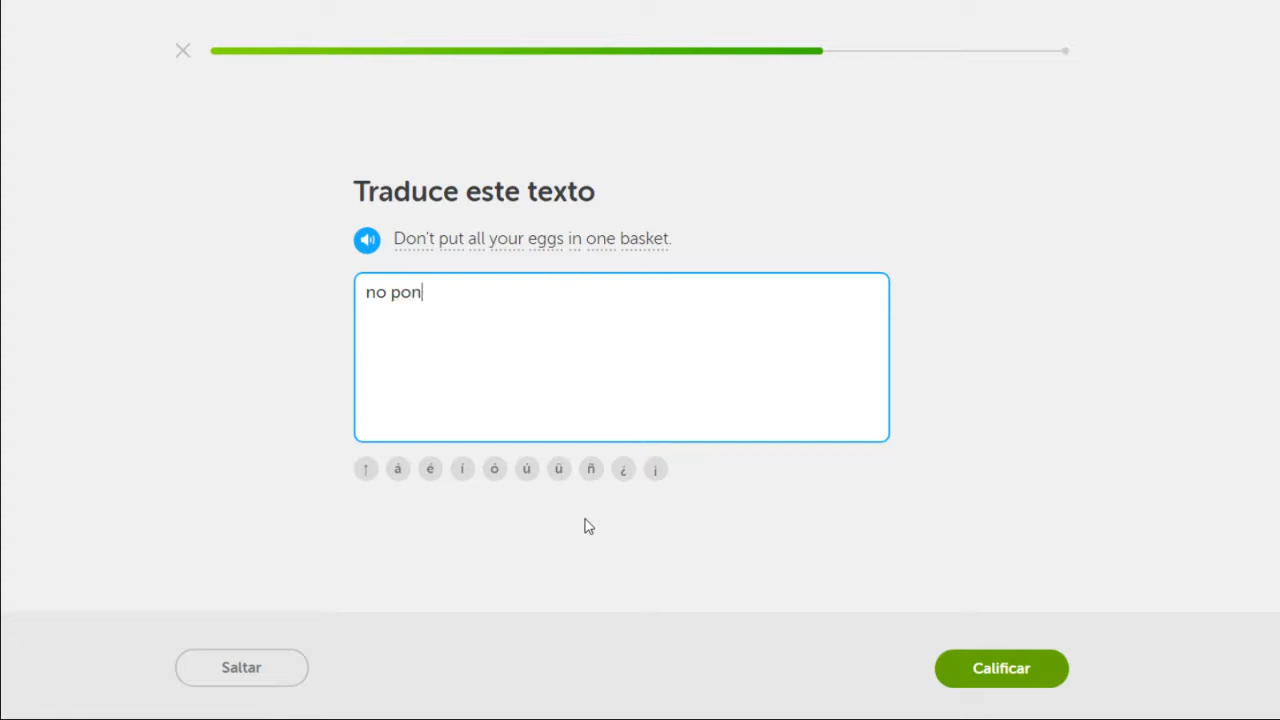 Traduce este texto
Don't put all your eggs in one basket.
no pon
↑ á é í ó ú ü ñ ¿ ¡
Saltar
Calificar